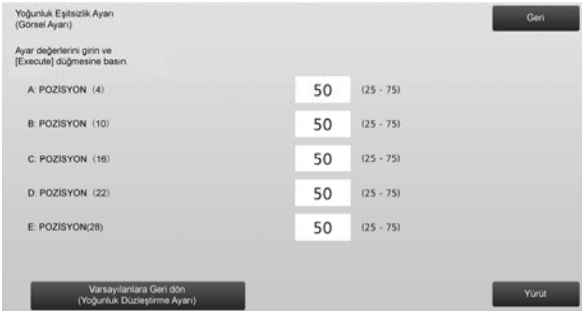 Yoğunluk Eşitsizlik Ayarı
(Görsel Ayarı)
Geri
Ayar değerlerini girin ve
[Execute] düğmesine basın.
A: POZİSYON (4) 50 (25 - 75)
B: POZİSYON (10) 50 (25 - 75)
C: POZİSYON (16) 50 (25 - 75)
D: POZİSYON (22) 50 (25 - 75)
E: POZİSYON(28) 50 (25 - 75)
Varsayılanlara Geri dön
(Yoğunluk Düzleştirme Ayarı)
Yürüt